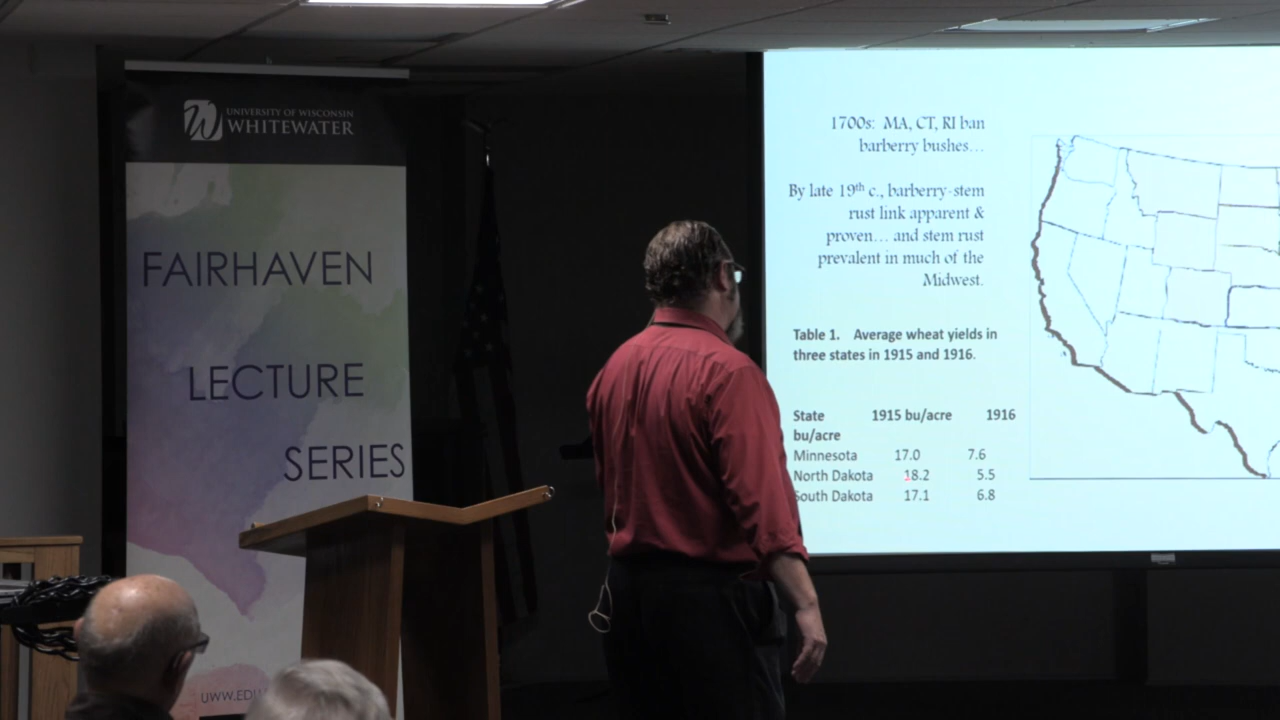 UNIVERSITY OF WISCONSIN
WHITEWATER
FAIRHAVEN
LECTURE
SERIES
UWW.EDU
1700s: MA, CT, RI ban
barberry bushes…
By late 19th c., barberry-stem
rust link apparent &
proven… and stem rust
prevalent in much of the
Midwest.
Table 1. Average wheat yields in
three states in 1915 and 1916.
State 1915 bu/acre 1916
bu/acre
Minnesota 17.0 7.6
North Dakota 18.2 5.5
South Dakota 17.1 6.8